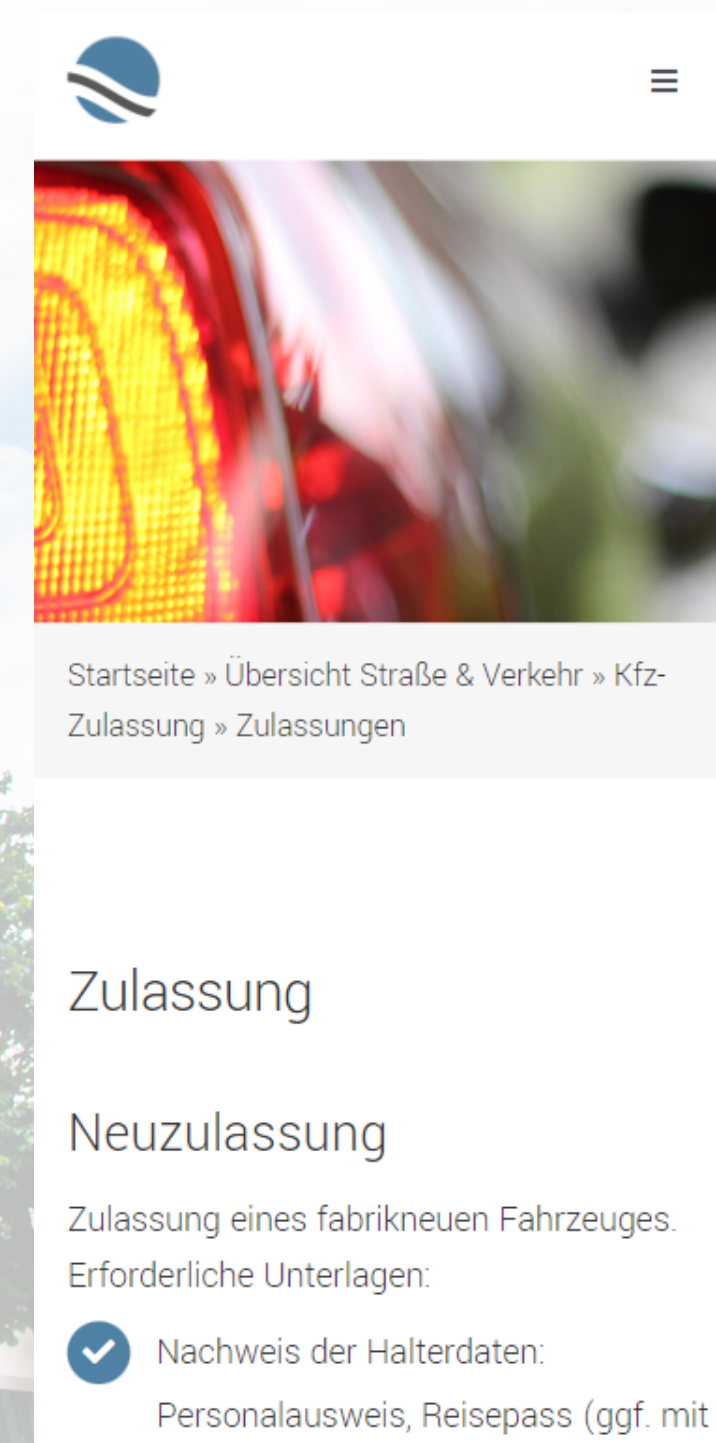 Startseite » Übersicht Straße & Verkehr » Kfz-
Zulassung » Zulassungen
Zulassung
Neuzulassung
Zulassung eines fabrikneuen Fahrzeuges.
Erforderliche Unterlagen:
Nachweis der Halterdaten:
Personalausweis, Reisepass (ggf. mit